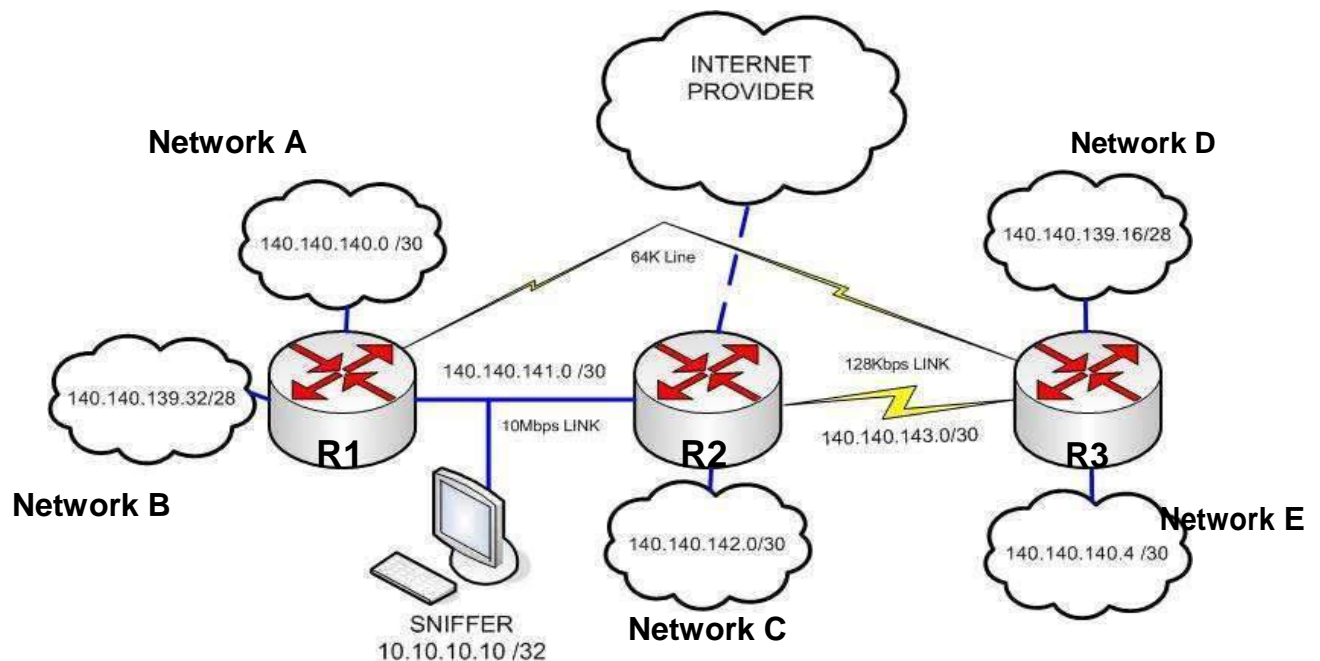 INTERNET
PROVIDER
Network A
Network D
140.140.140.0 /30
140.140.139.16/28
64K Line
140.140.141.0 /30
128Kbps LINK
140.140.139.32/28
10Mbps LINK
140.140.143.0/30
R1
R2
R3
Network B
Network E
140.140.142.0/30
140.140.140.4 /30
SNIFFER
10.10.10.10 /32
Network C